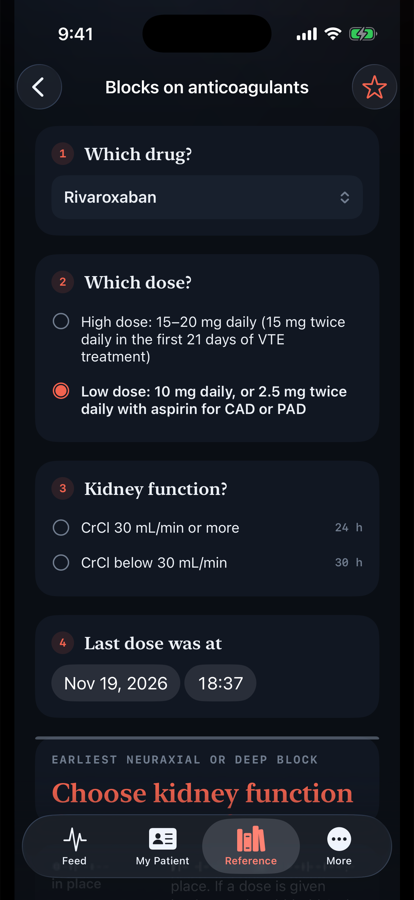 9:41
Blocks on anticoagulants
1 Which drug?
Rivaroxaban
2 Which dose?
High dose: 15–20 mg daily (15 mg twice
daily in the first 21 days of VTE
treatment)
Low dose: 10 mg daily, or 2.5 mg twice
daily with aspirin for CAD or PAD
3 Kidney function?
CrCl 30 mL/min or more 24 h
CrCl below 30 mL/min 30 h
4 Last dose was at
Nov 19, 2026 18:37
EARLIEST NEURAXIAL OR DEEP BLOCK
Choose kidney function
Feed My Patient Reference More
in place place. If a dose is given